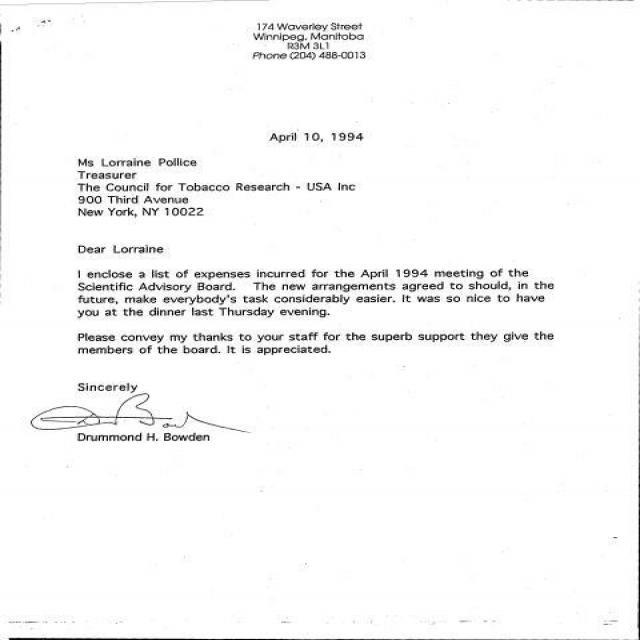 174 Waverley Street
Winnipeg, Manitoba
R3M 3L1
Phone (204) 488-0013
April 10, 1994
Ms Lorraine Pollice
Treasurer
The Council for Tobacco Research - USA Inc
900 Third Avenue
New York, NY 10022
Dear Lorraine
I enclose a list of expenses incurred for the April 1994 meeting of the
Scientific Advisory Board. The new arrangements agreed to should, in the
future, make everybody's task considerably easier. It was so nice to have
you at the dinner last Thursday evening.
Please convey my thanks to your staff for the superb support they give the
members of the board. It is appreciated.
Sincerely
Drummond H. Bowden